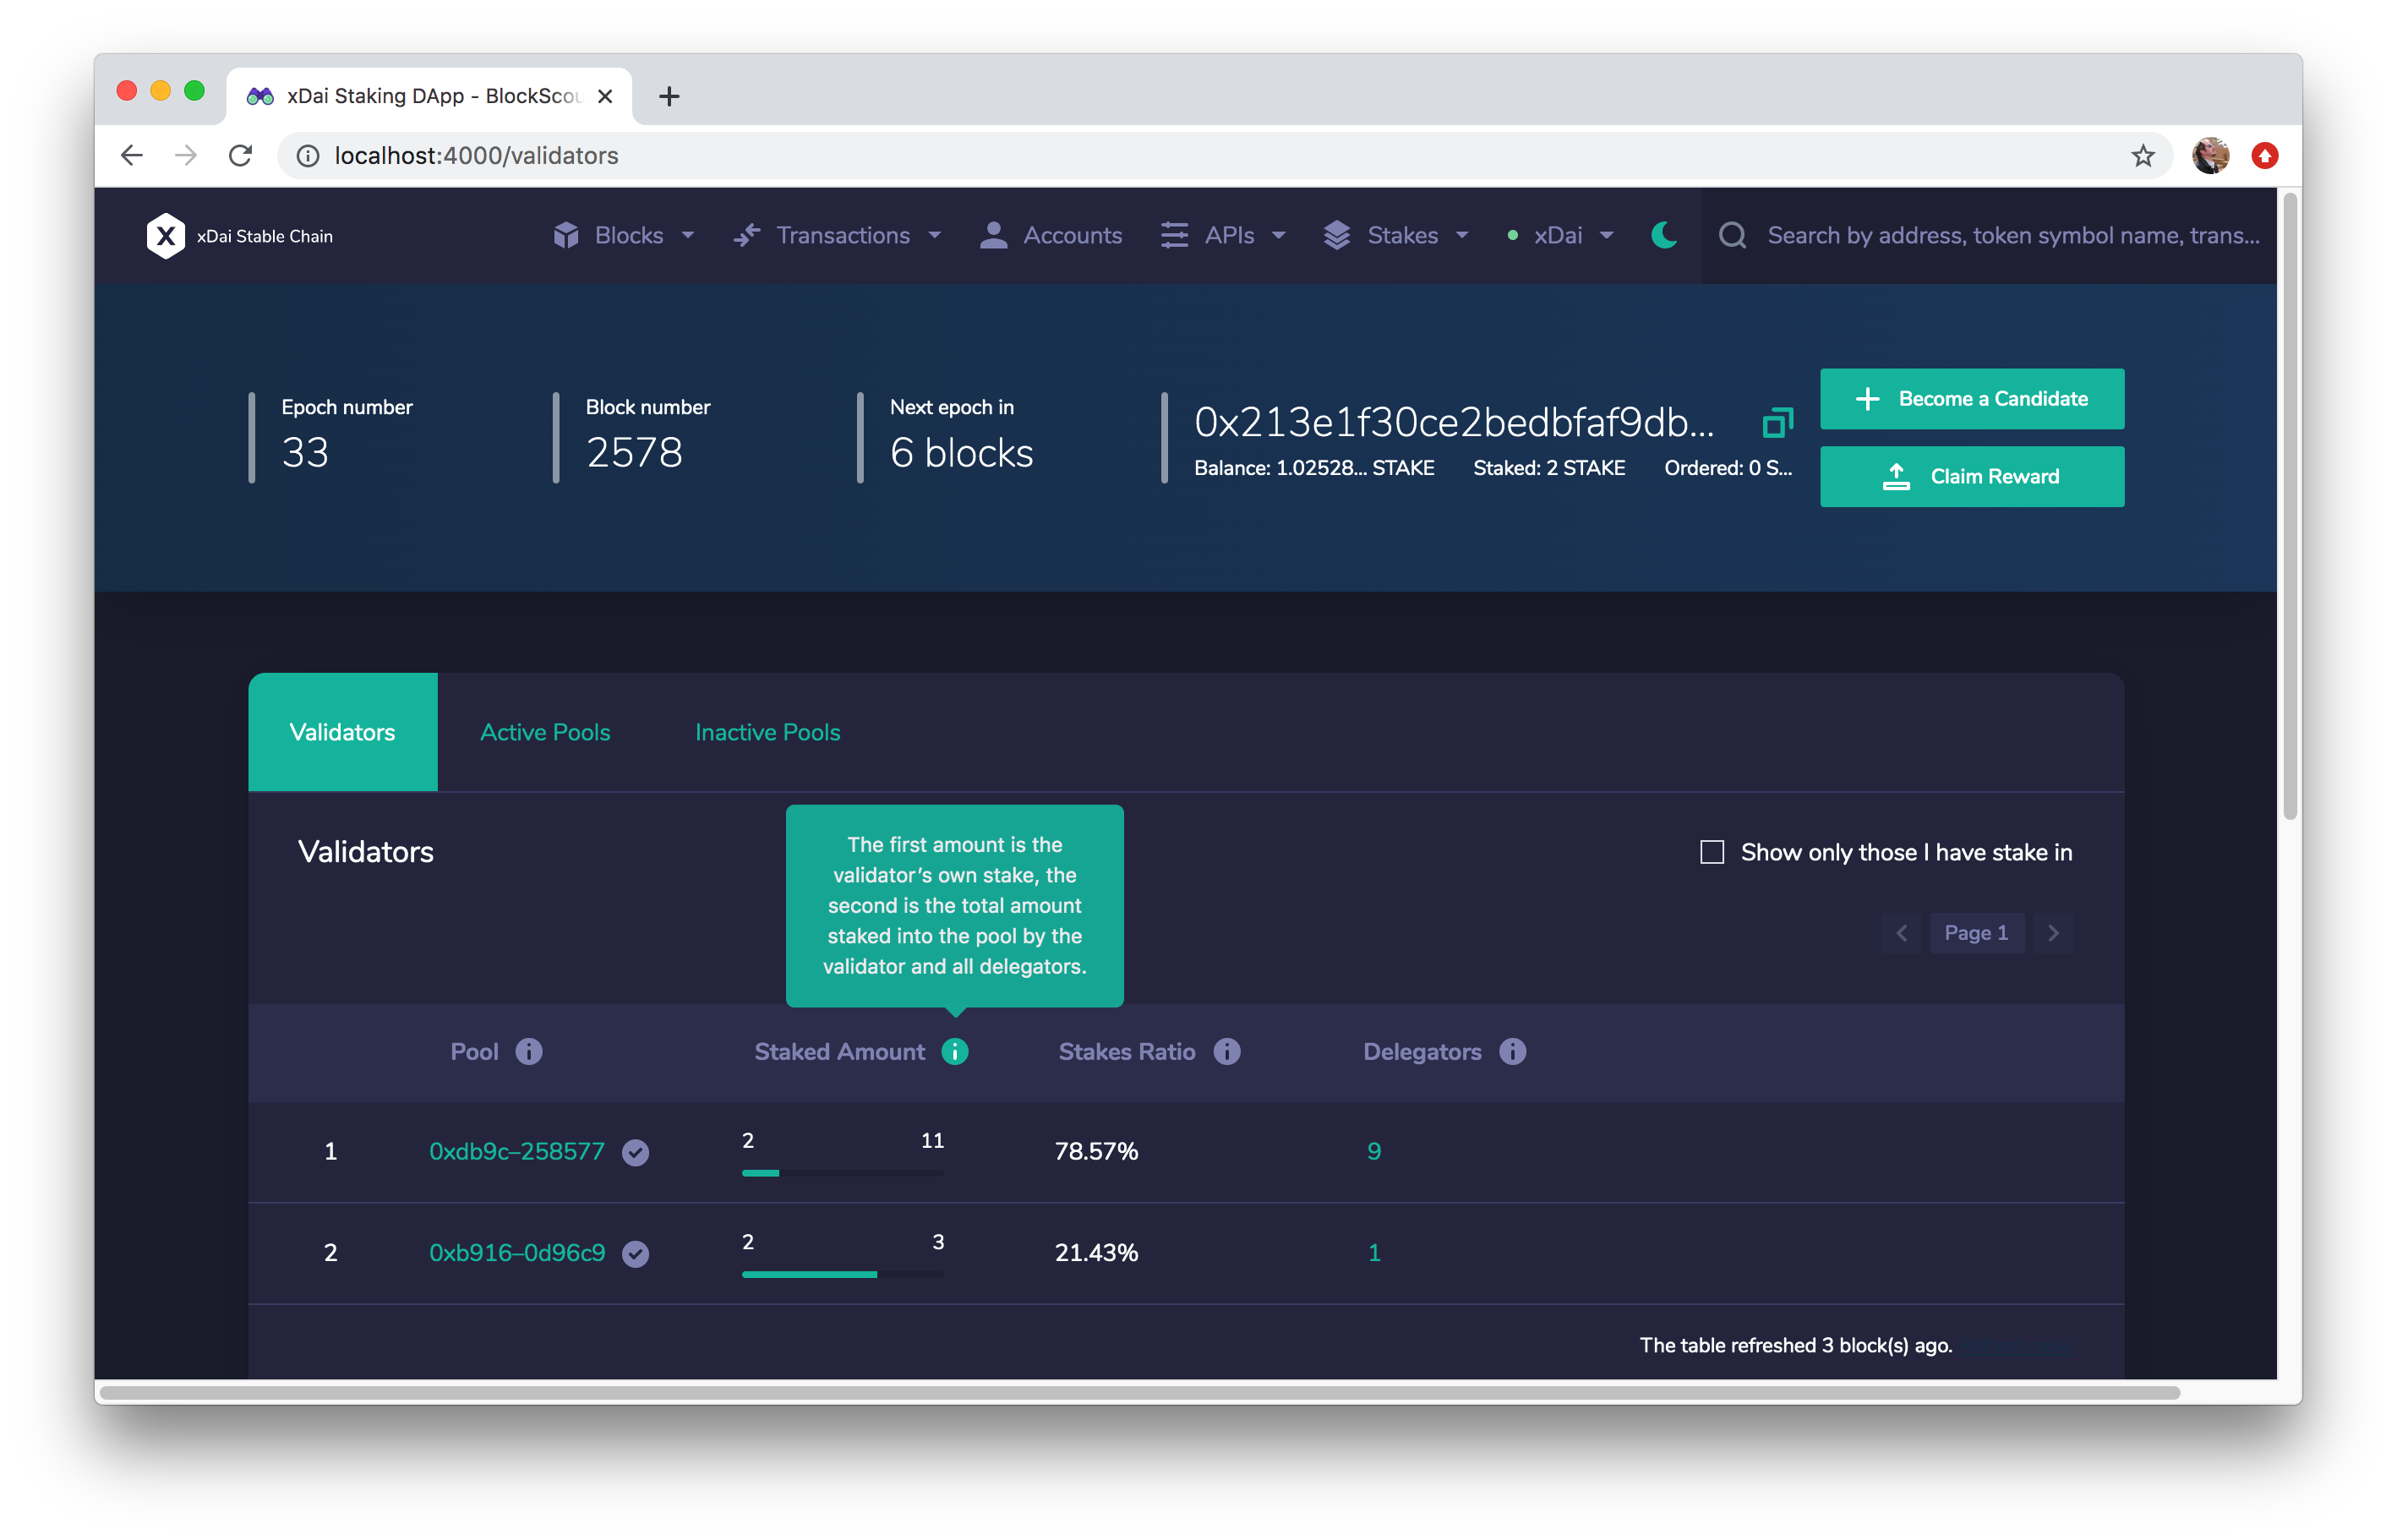 xDai Staking DApp - BlockScou
localhost:4000/validators
X xDai Stable Chain
Blocks
Transactions
Accounts
APIs
Stakes
xDai
Search by address, token symbol name, trans...
Epoch number
33
Block number
2578
Next epoch in
6 blocks
0x213e1f30ce2bedbfaf9db...
Balance: 1.02528... STAKE Staked: 2 STAKE Ordered: 0 S...
Become a Candidate
Claim Reward
Validators
Active Pools
Inactive Pools
Validators
The first amount is the
validator’s own stake, the
second is the total amount
staked into the pool by the
validator and all delegators.
Show only those I have stake in
Page 1
Pool Staked Amount Stakes Ratio Delegators
1 0xdb9c–258577 2 11 78.57% 9
2 0xb916–0d96c9 2 3 21.43% 1
The table refreshed 3 block(s) ago.